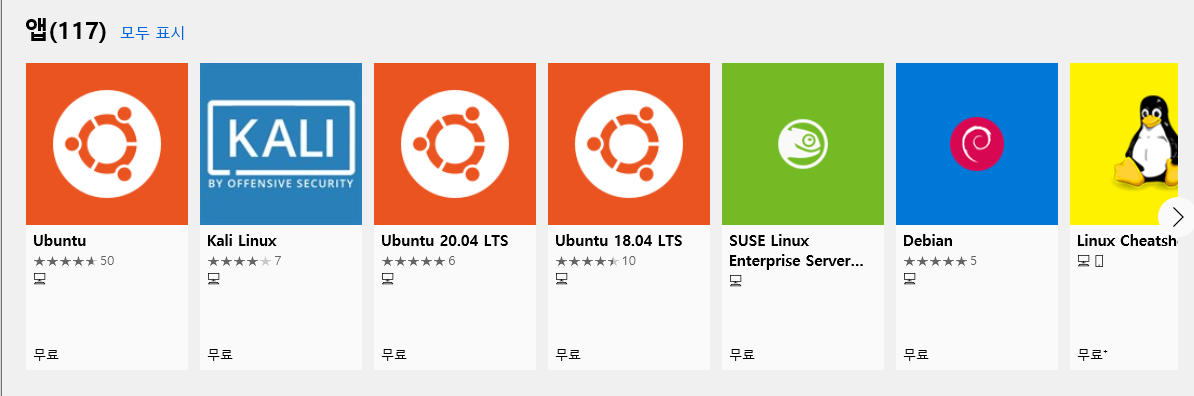 앱(117) 모두 표시
KALI
BY OFFENSIVE SECURITY
Ubuntu
50
무료
Kali Linux
7
무료
Ubuntu 20.04 LTS
6
무료
Ubuntu 18.04 LTS
10
무료
SUSE Linux
Enterprise Server...
무료
Debian
5
무료
Linux Cheatsh
무료+